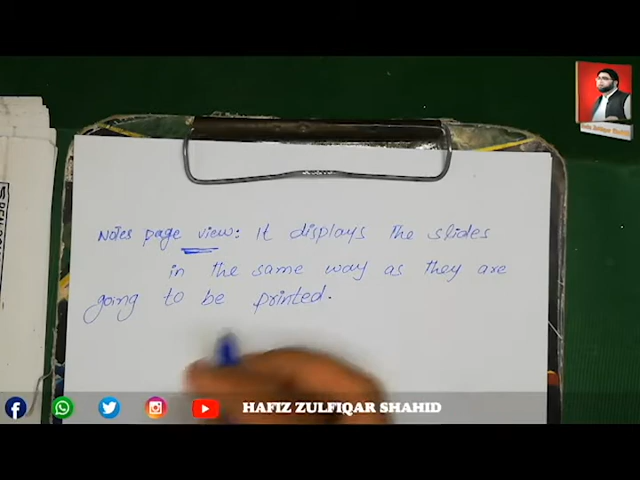 Notes page view: It displays the slides
in the same way as they are
going to be printed.
HAFIZ ZULFIQAR SHAHID